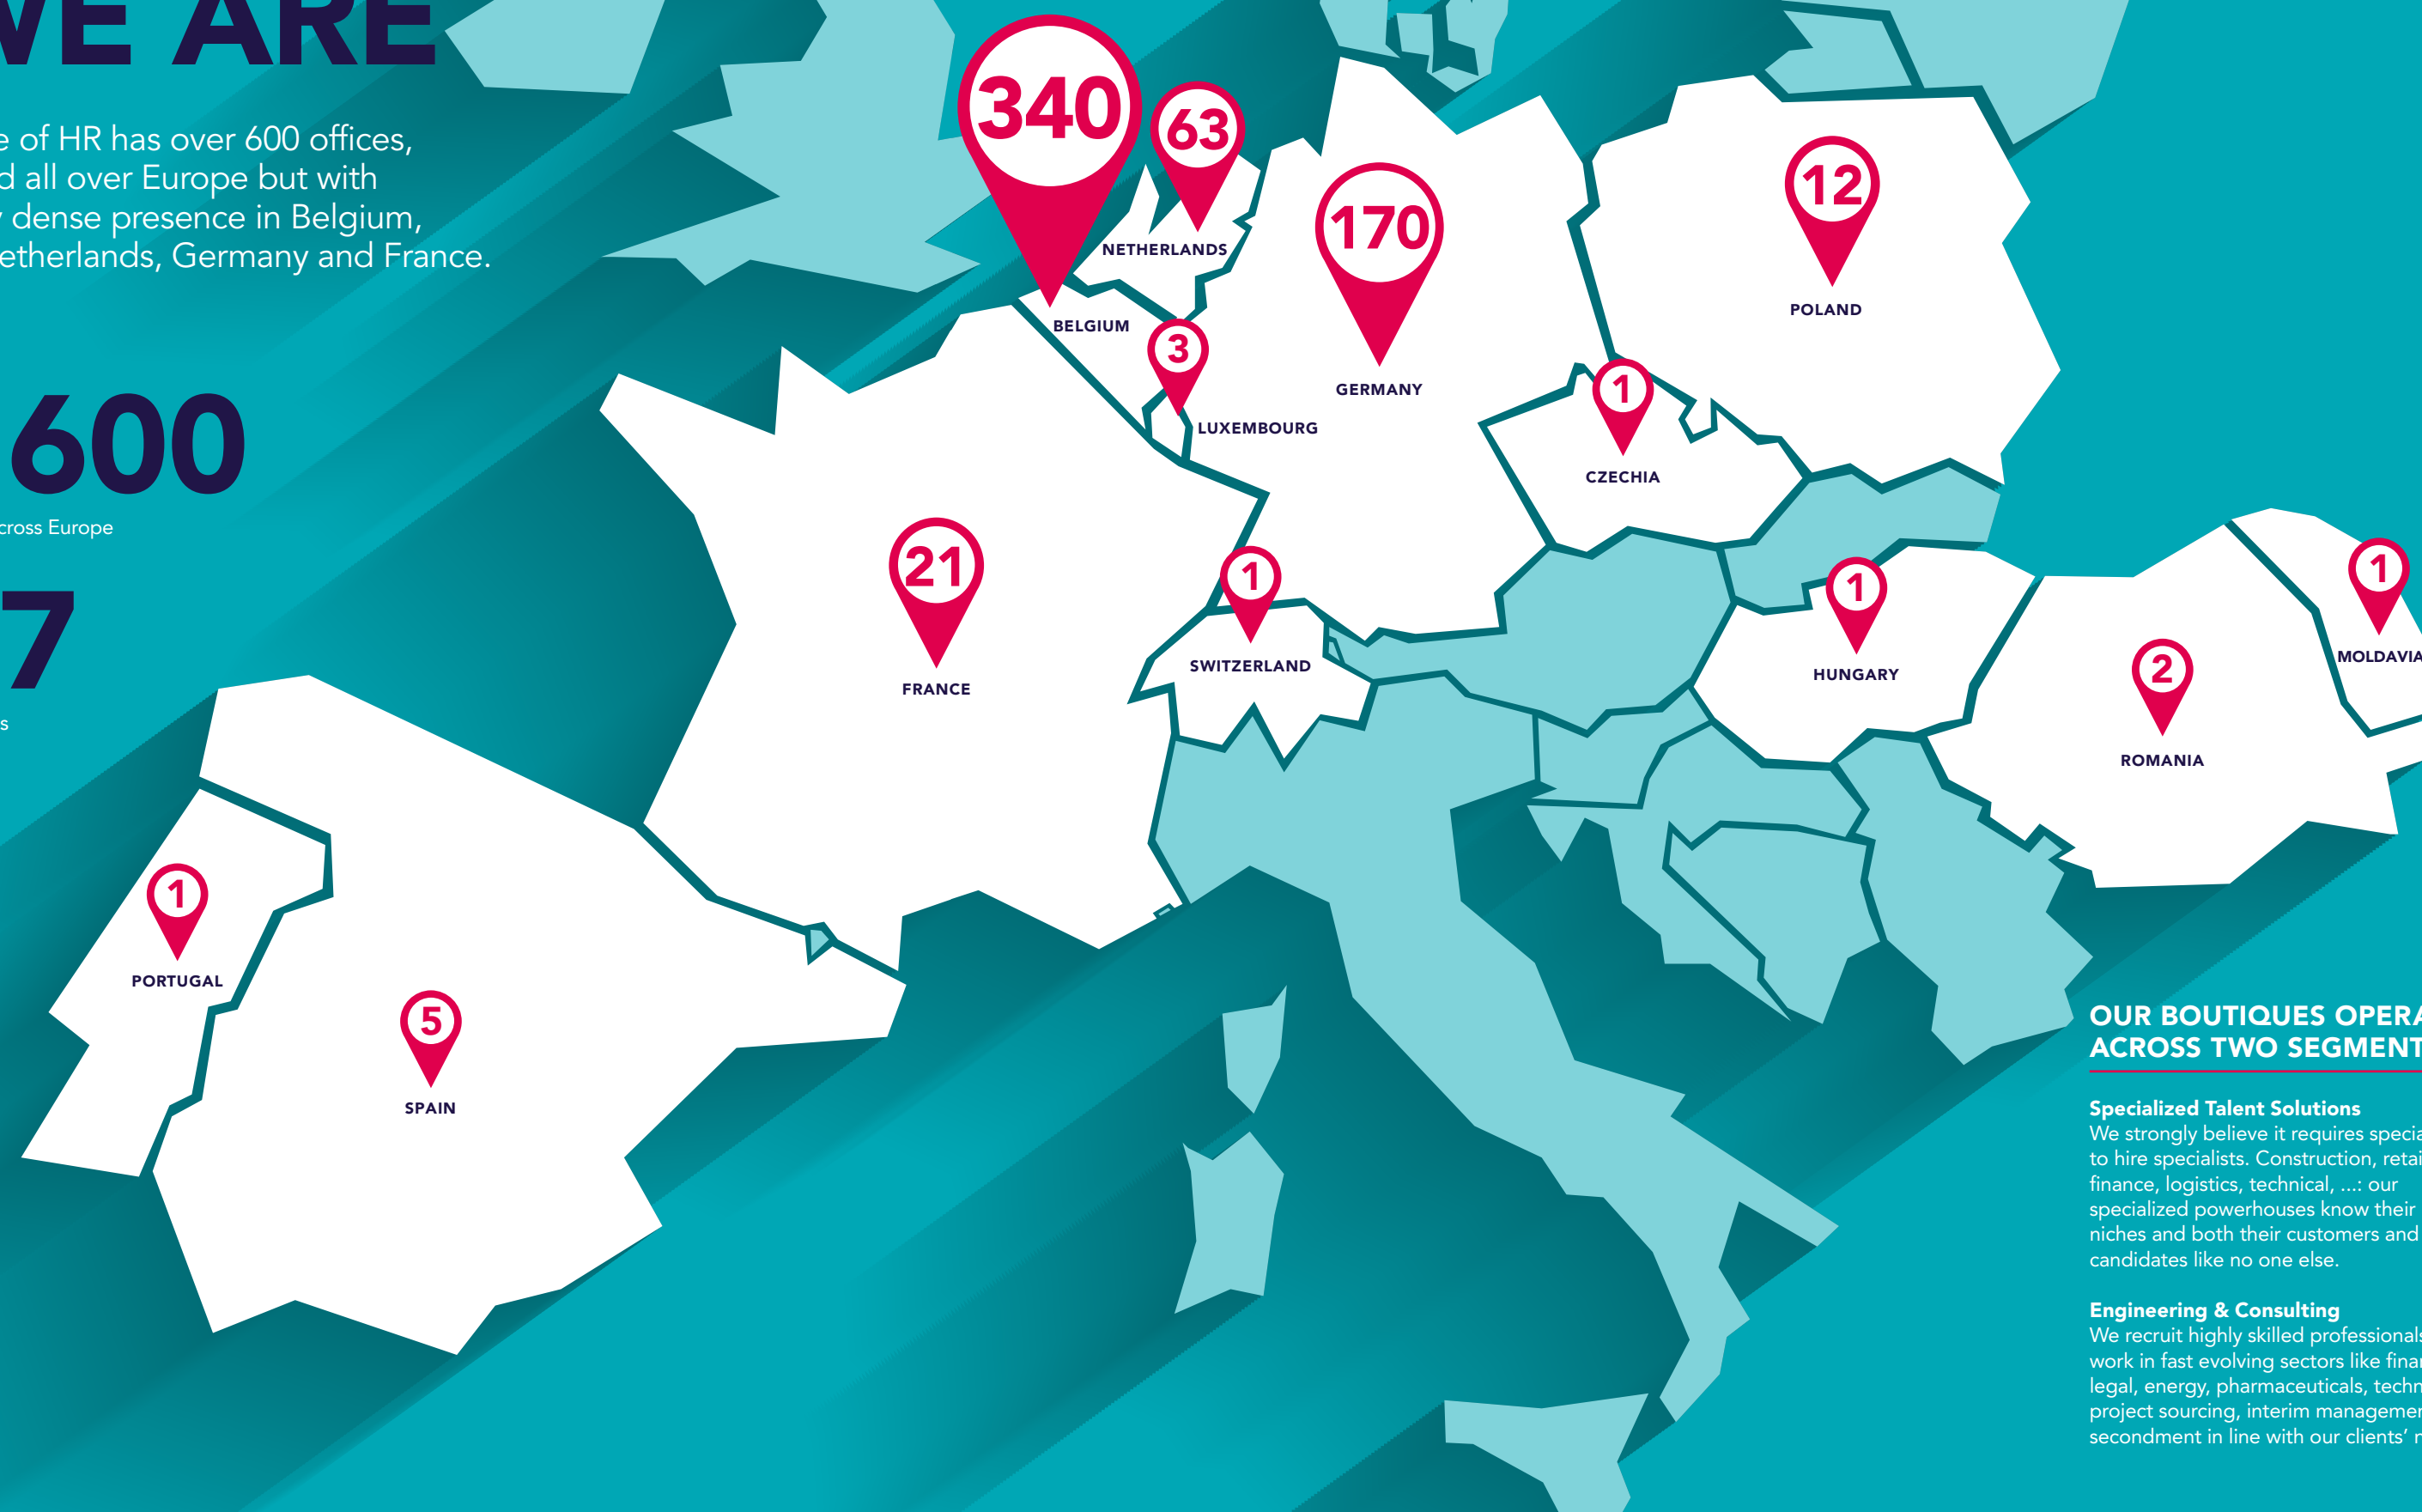 WE ARE
e of HR has over 600 offices,
d all over Europe but with
y dense presence in Belgium,
etherlands, Germany and France.
600
cross Europe
7
s
340
63
NETHERLANDS
BELGIUM
3
LUXEMBOURG
170
GERMANY
12
POLAND
1
CZECHIA
21
FRANCE
1
SWITZERLAND
1
HUNGARY
2
ROMANIA
1
MOLDAVIA
1
PORTUGAL
5
SPAIN
OUR BOUTIQUES OPERA
ACROSS TWO SEGMENT
Specialized Talent Solutions
We strongly believe it requires specia
to hire specialists. Construction, retai
finance, logistics, technical, ...: our
specialized powerhouses know their
niches and both their customers and
candidates like no one else.
Engineering & Consulting
We recruit highly skilled professionals
work in fast evolving sectors like finan
legal, energy, pharmaceuticals, techn
project sourcing, interim managemen
secondment in line with our clients’ n